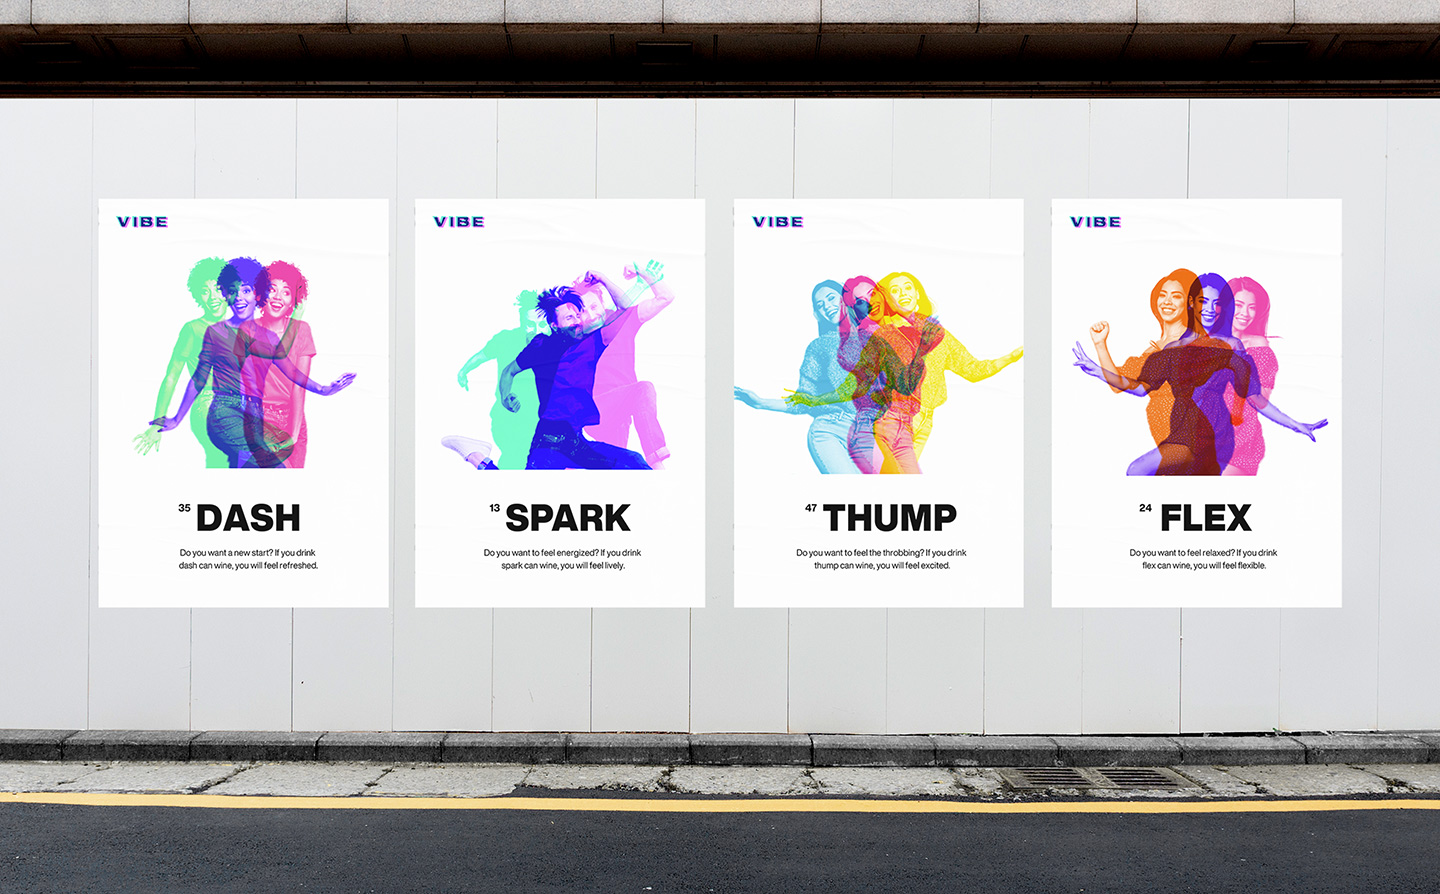 VIBE
35 DASH
Do you want a new start? If you drink
dash can wine, you will feel refreshed.
VIBE
13 SPARK
Do you want to feel energized? If you drink
spark can wine, you will feel lively.
VIBE
47 THUMP
Do you want to feel the throbbing? If you drink
thump can wine, you will feel excited.
VIBE
24 FLEX
Do you want to feel relaxed? If you drink
flex can wine, you will feel flexible.